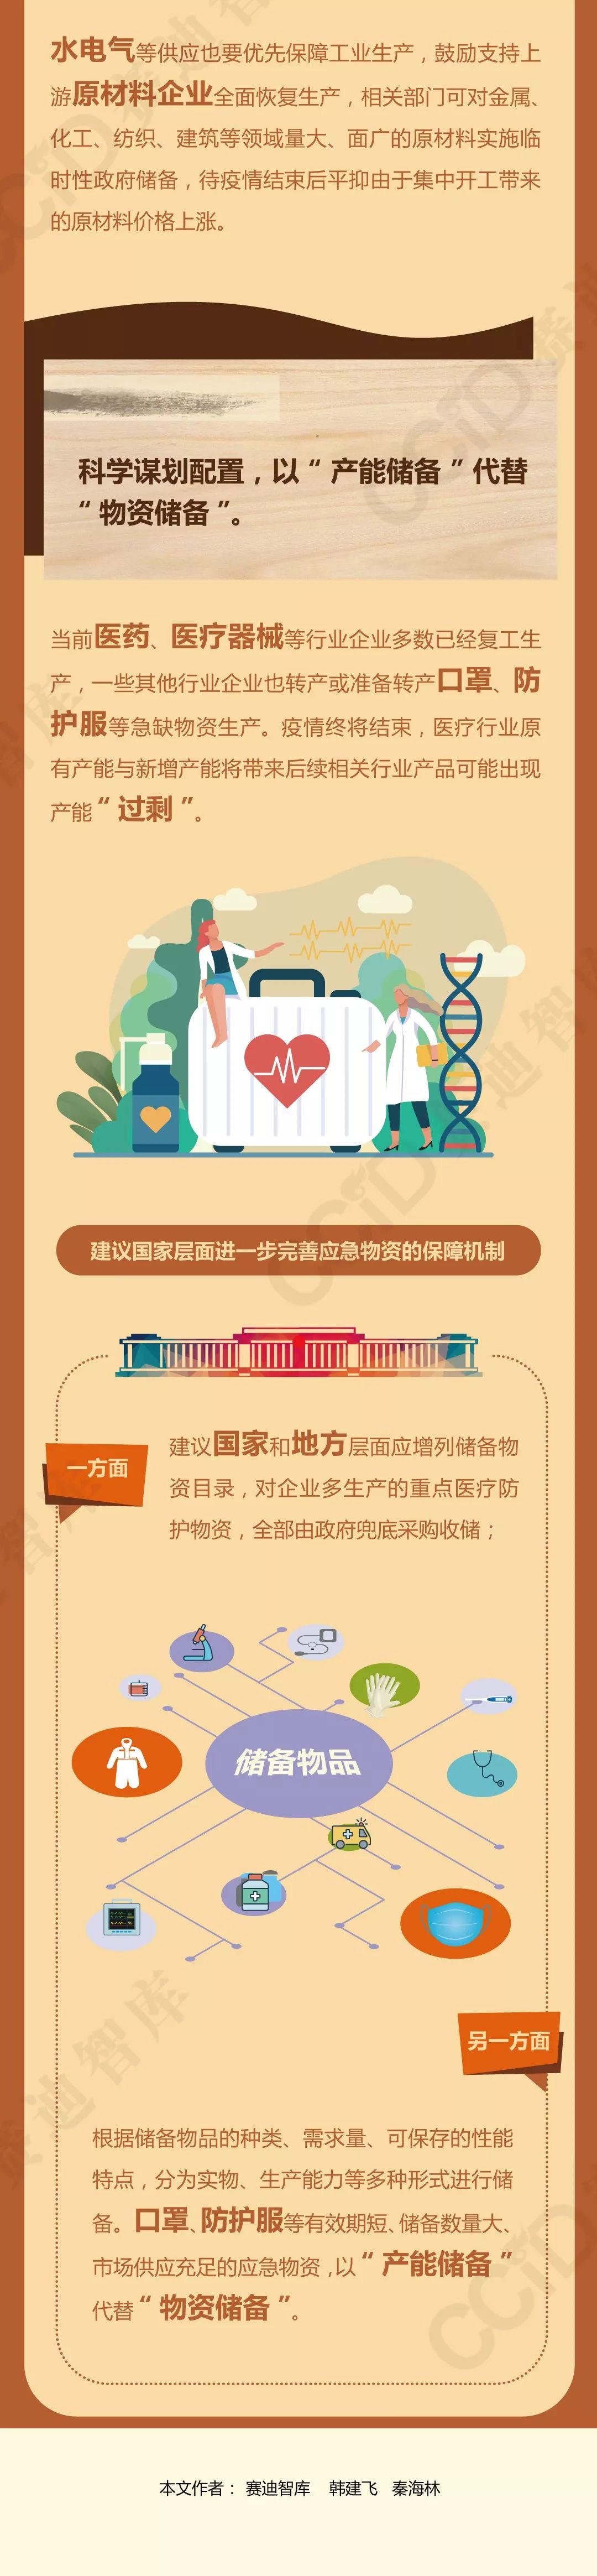 水电气等供应也要优先保障工业生产，鼓励支持上
游原材料企业全面恢复生产，相关部门可对金属、
化工、纺织、建筑等领域量大、面广的原材料实施临
时性政府储备，待疫情结束后平抑由于集中开工带来
的原材料价格上涨。
科学谋划配置，以“产能储备”代替
“物资储备”。
当前医药、医疗器械等行业企业多数已经复工生
产，一些其他行业企业也转产或准备转产口罩、防
护服等急缺物资生产。疫情终将结束，医疗行业原
有产能与新增产能将带来后续相关行业产品可能出现
产能“过剩”。
建议国家层面进一步完善应急物资的保障机制
一方面
建议国家和地方层面应增列储备物
资目录，对企业多生产的重点医疗防
护物资，全部由政府兜底采购收储；
储备物品
另一方面
根据储备物品的种类、需求量、可保存的性能
特点，分为实物、生产能力等多种形式进行储
备。口罩、防护服等有效期短、储备数量大、
市场供应充足的应急物资，以“产能储备”
代替“物资储备”。
本文作者：赛迪智库 韩建飞 秦海林
CCiD赛迪智库